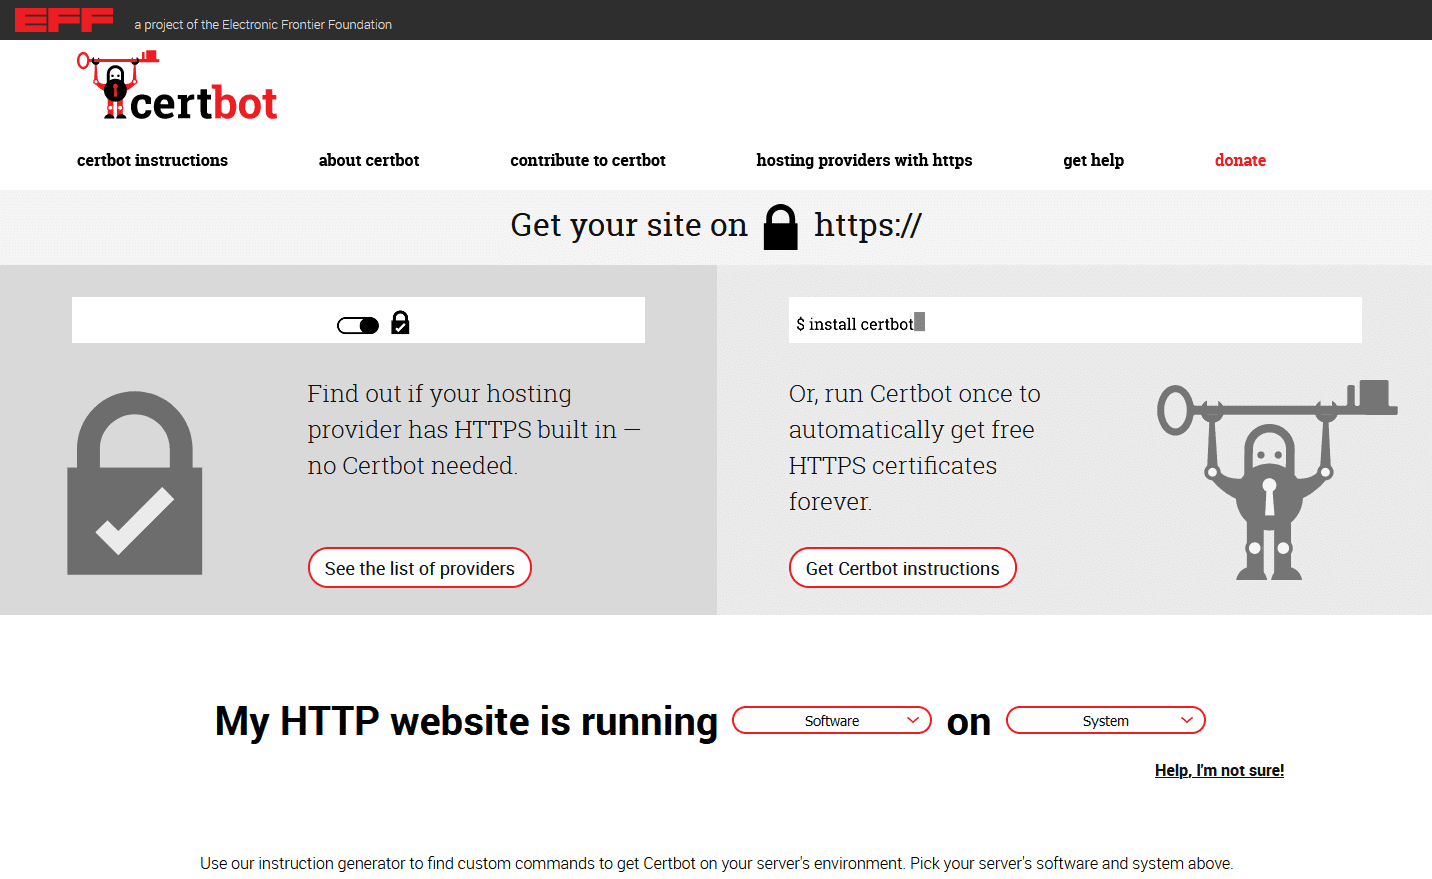 EFF a project of the Electronic Frontier Foundation
certbot
certbot instructions about certbot contribute to certbot hosting providers with https get help donate
Get your site on https://
$ install certbot
Find out if your hosting
provider has HTTPS built in —
no Certbot needed.
See the list of providers
Or, run Certbot once to
automatically get free
HTTPS certificates
forever.
Get Certbot instructions
My HTTP website is running Software on System
Help, I'm not sure!
Use our instruction generator to find custom commands to get Certbot on your server's environment. Pick your server's software and system above.